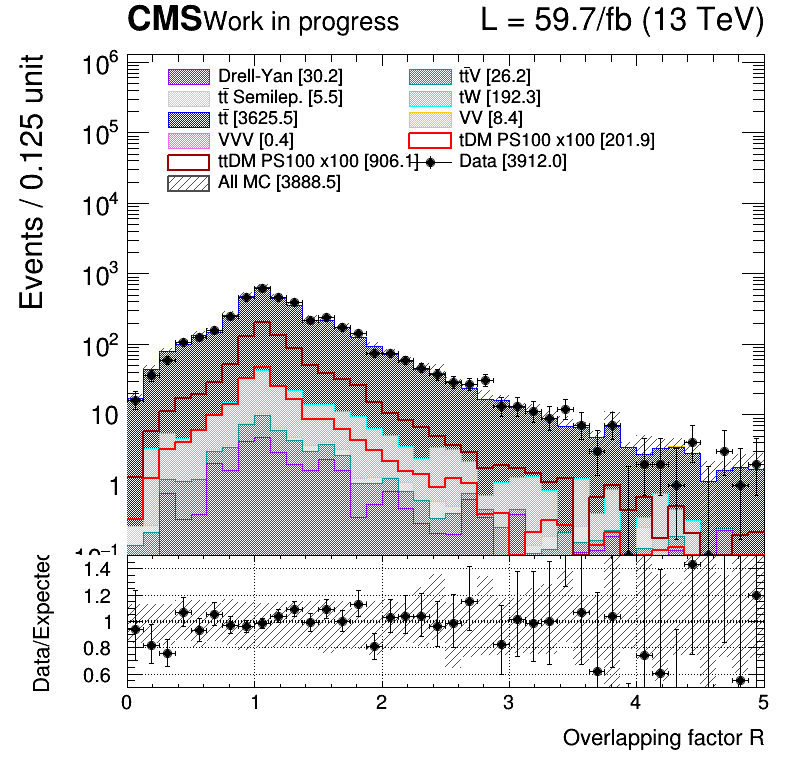 CMS Work in progress L = 59.7/fb (13 TeV)
Events / 0.125 unit
10⁶
10⁵
10⁴
10³
10²
10
1
10⁻¹
Drell-Yan [30.2] tt̄V [26.2]
tt̄ Semilep. [5.5] tW [192.3]
tt̄ [3625.5] VV [8.4]
VVV [0.4] tDM PS100 x100 [201.9]
ttDM PS100 x100 [906.1] Data [3912.0]
All MC [3888.5]
Data/Expected
1.4
1.2
1
0.8
0.6
0 1 2 3 4 5
Overlapping factor R